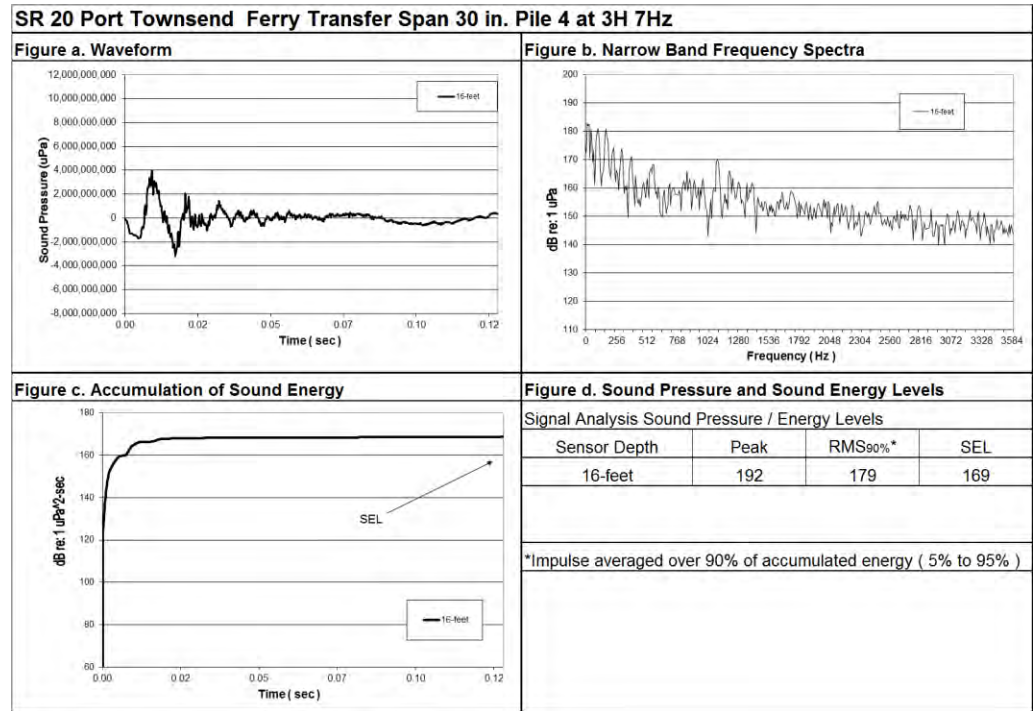 SR 20 Port Townsend Ferry Transfer Span 30 in. Pile 4 at 3H 7Hz
Figure a. Waveform
12,000,000,000
10,000,000,000
8,000,000,000
6,000,000,000
4,000,000,000
2,000,000,000
0
-2,000,000,000
-4,000,000,000
-6,000,000,000
-8,000,000,000
Sound Pressure (uPa)
16-feet
0.00 0.02 0.05 0.07 0.10 0.12
Time ( sec )
Figure b. Narrow Band Frequency Spectra
200
190
180
170
160
150
140
130
120
110
dB re: 1 uPa
16-feet
0 256 512 768 1024 1280 1536 1792 2048 2304 2560 2816 3072 3328 3584
Frequency ( Hz )
Figure c. Accumulation of Sound Energy
180
160
140
120
100
80
60
dB re: 1 uPa^2-sec
SEL
16-feet
0.00 0.02 0.05 0.07 0.10 0.12
Time ( sec )
Figure d. Sound Pressure and Sound Energy Levels
Signal Analysis Sound Pressure / Energy Levels
Sensor Depth Peak RMS90%* SEL
16-feet 192 179 169
*Impulse averaged over 90% of accumulated energy ( 5% to 95% )